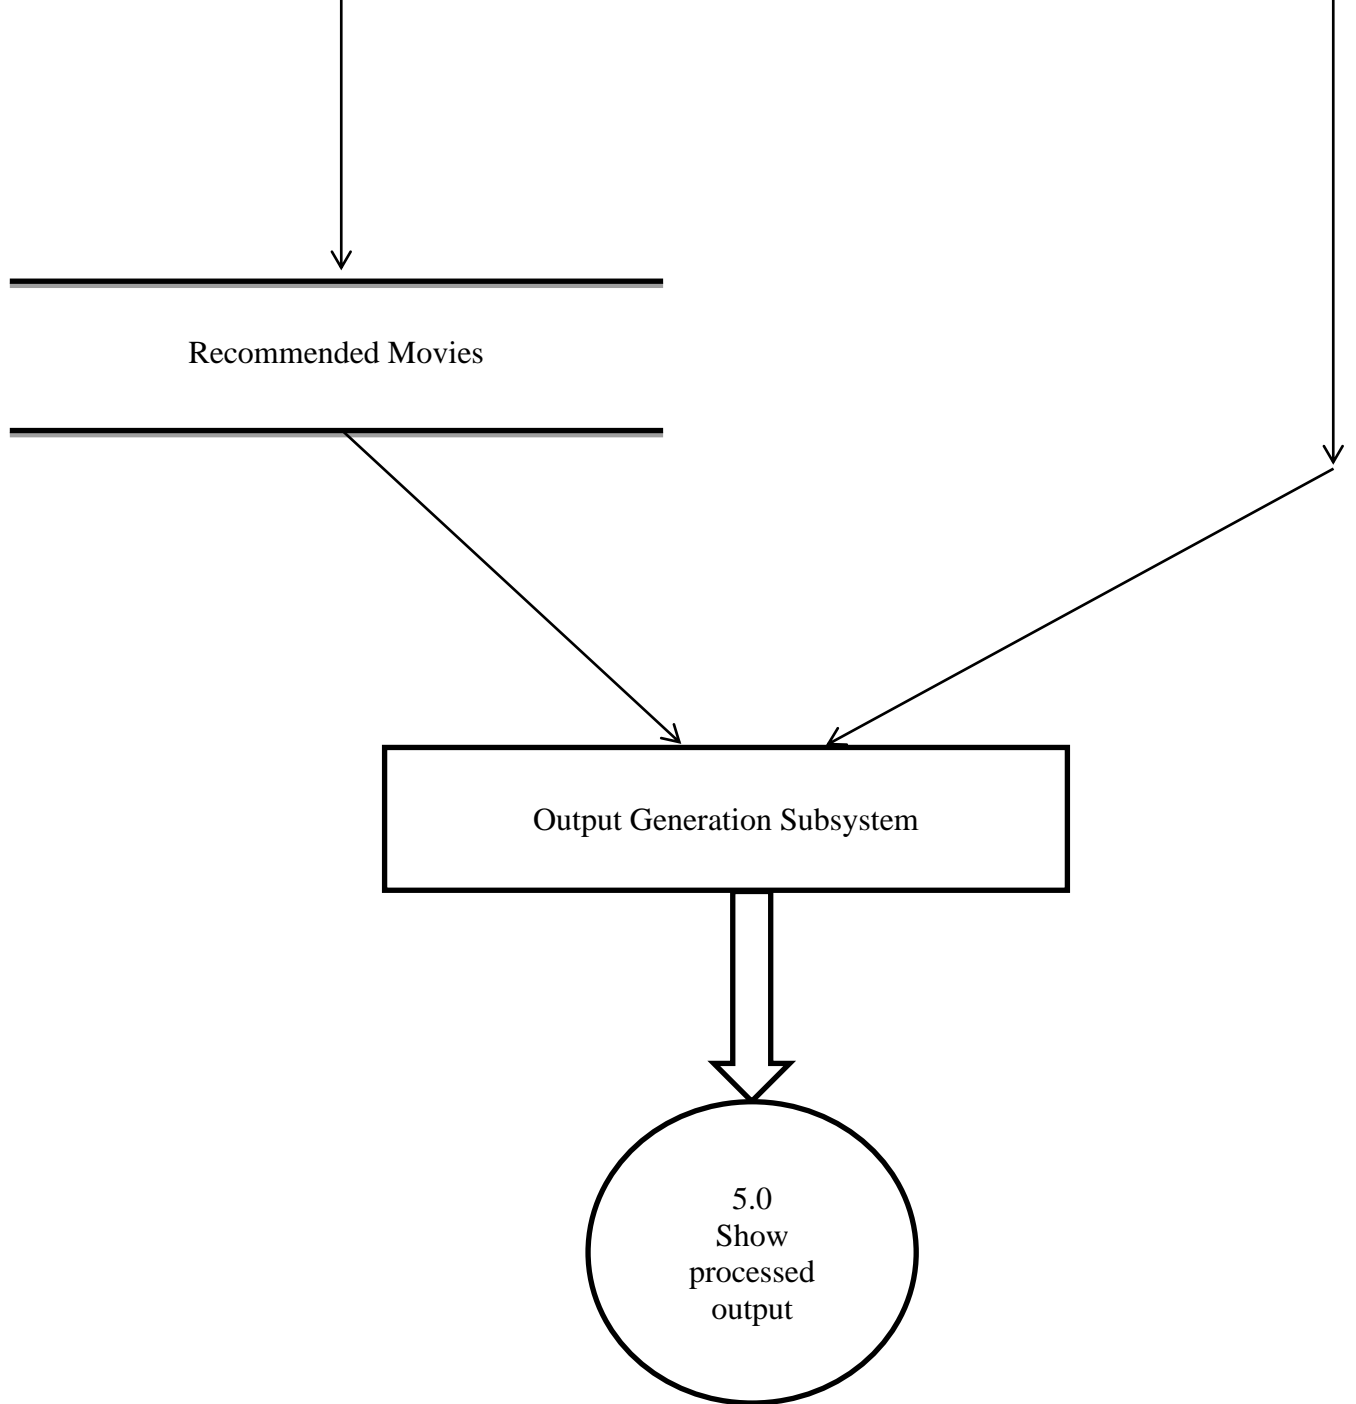 Recommended Movies
Output Generation Subsystem
5.0
Show
processed
output